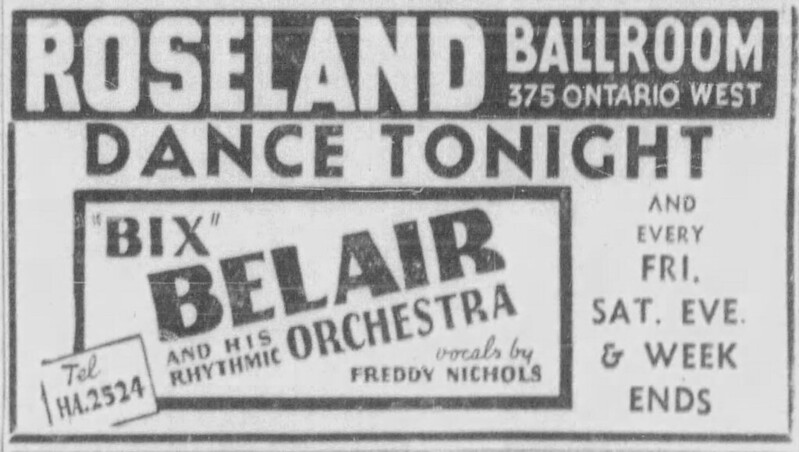 ROSELAND BALLROOM
375 ONTARIO WEST
DANCE TONIGHT
"BIX"
BELAIR
AND HIS
RHYTHMIC
ORCHESTRA
vocals by
FREDDY NICHOLS
Tel
HA.2524
AND
EVERY
FRI.
SAT. EVE.
& WEEK
ENDS